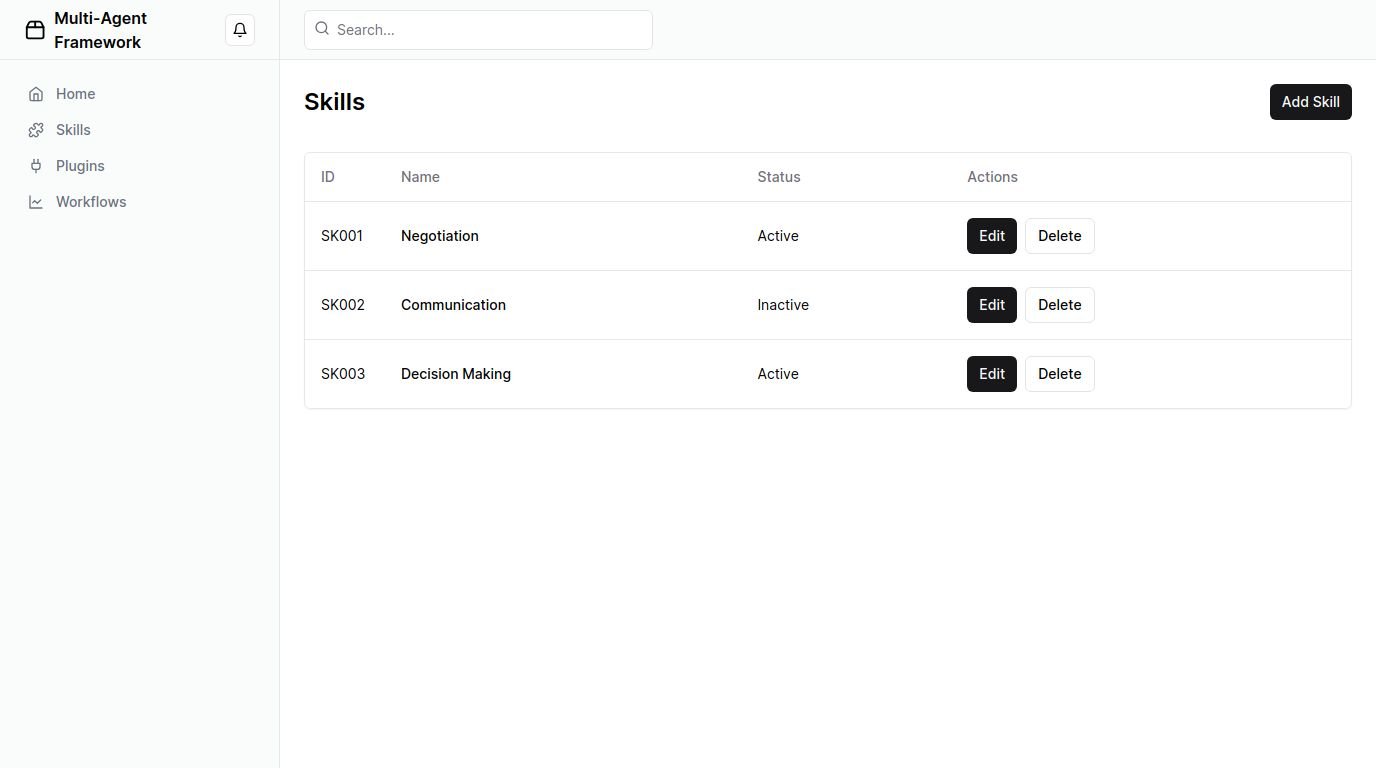 Multi-Agent
Framework
Search...
Home
Skills
Plugins
Workflows
Skills
Add Skill
ID Name Status Actions
SK001 Negotiation Active Edit Delete
SK002 Communication Inactive Edit Delete
SK003 Decision Making Active Edit Delete